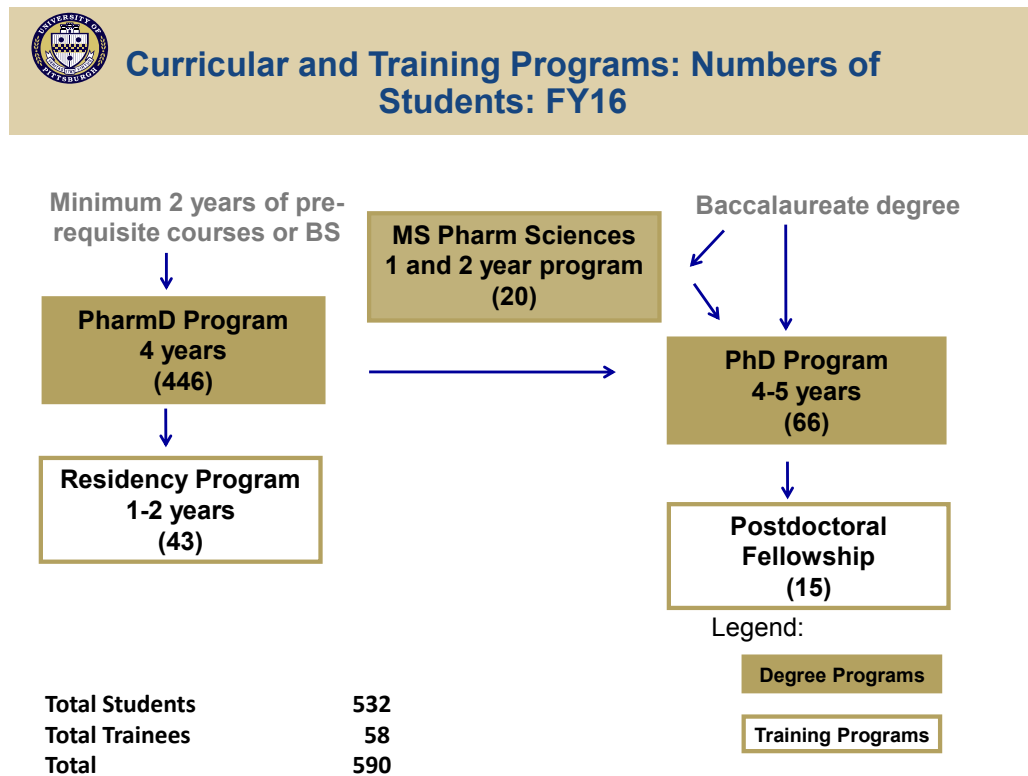 UNIVERSITY OF
PITTSBURGH
Curricular and Training Programs: Numbers of
Students: FY16
Minimum 2 years of pre-
requisite courses or BS
MS Pharm Sciences
1 and 2 year program
(20)
Baccalaureate degree
PharmD Program
4 years
(446)
PhD Program
4-5 years
(66)
Residency Program
1-2 years
(43)
Postdoctoral
Fellowship
(15)
Legend:
Degree Programs
Training Programs
Total Students 532
Total Trainees 58
Total 590